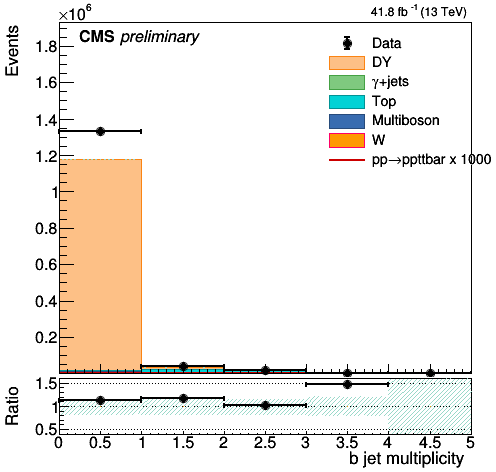 ×10⁶
41.8 fb⁻¹ (13 TeV)
CMS preliminary
Events
1.8
1.6
1.4
1.2
1
0.8
0.6
0.4
0.2
Data
DY
γ+jets
Top
Multiboson
W
pp→ppttbar x 1000
Ratio
1.5
1
0.5
0 0.5 1 1.5 2 2.5 3 3.5 4 4.5 5
b jet multiplicity